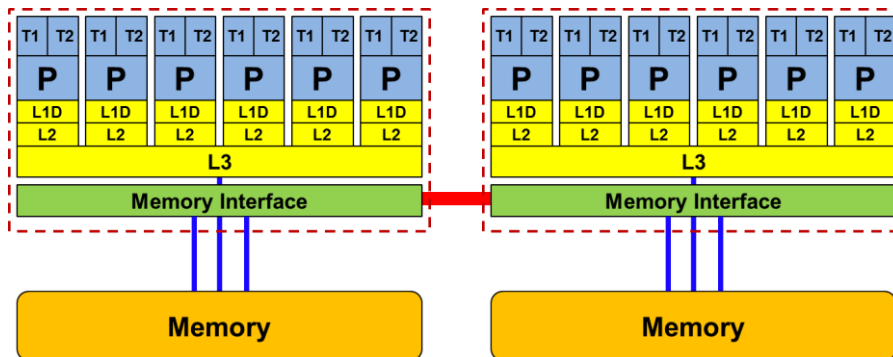 T1 T2 T1 T2 T1 T2 T1 T2 T1 T2 T1 T2
P P P P P P
L1D L1D L1D L1D L1D L1D
L2 L2 L2 L2 L2 L2
L3
Memory Interface
Memory
T1 T2 T1 T2 T1 T2 T1 T2 T1 T2 T1 T2
P P P P P P
L1D L1D L1D L1D L1D L1D
L2 L2 L2 L2 L2 L2
L3
Memory Interface
Memory